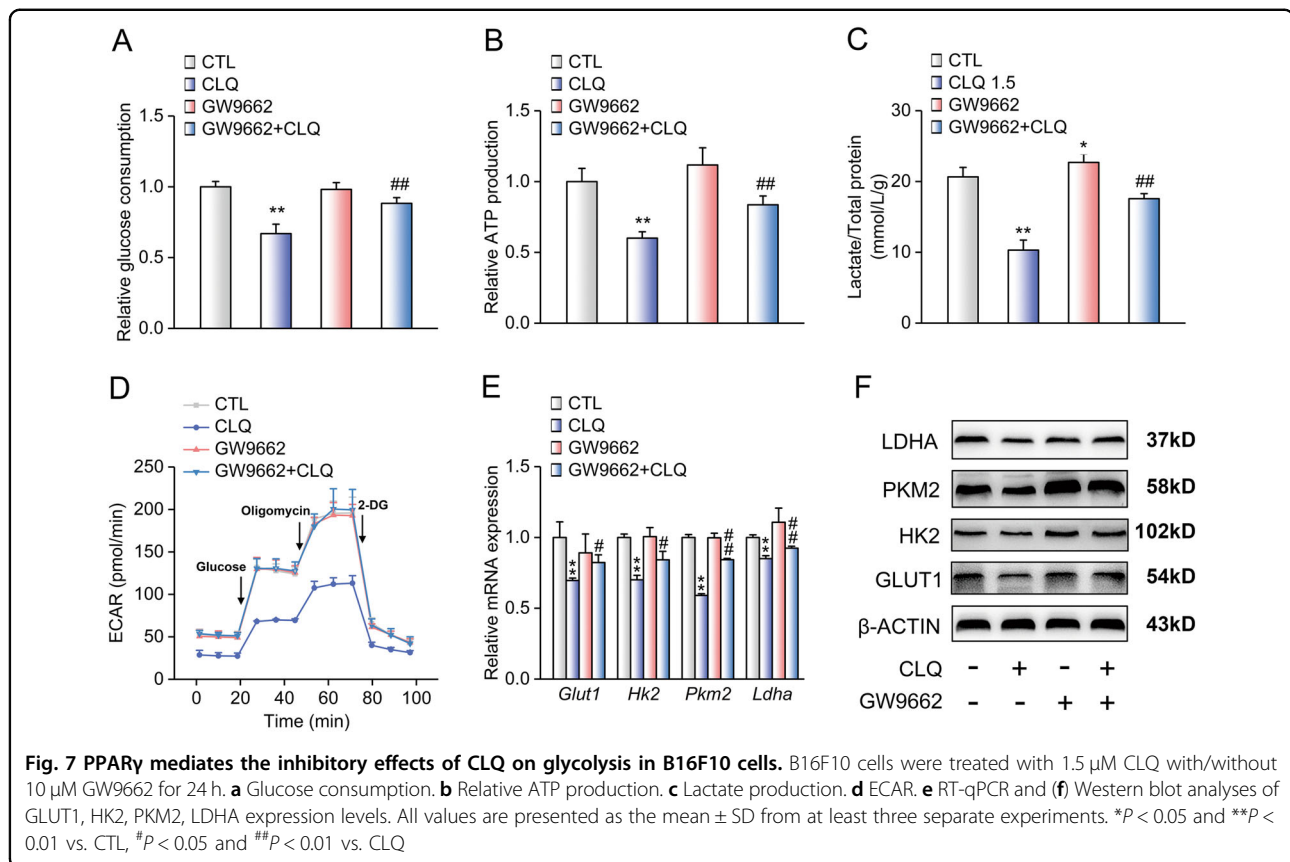 A
CTL
CLQ
GW9662
GW9662+CLQ
Relative glucose consumption
1.5
1.0
0.5
0.0
**
##
B
CTL
CLQ
GW9662
GW9662+CLQ
Relative ATP production
1.5
1.0
0.5
0.0
**
##
C
CTL
CLQ 1.5
GW9662
GW9662+CLQ
Lactate/Total protein
(mmol/L/g)
30
20
10
0
**
*
##
D
CTL
CLQ
GW9662
GW9662+CLQ
ECAR (pmol/min)
250
200
150
100
50
0
Glucose
Oligomycin
2-DG
0 20 40 60 80 100
Time (min)
E
CTL
CLQ
GW9662
GW9662+CLQ
Relative mRNA expression
1.5
1.0
0.5
0.0
** # ** # ** ## ** ##
Glut1 Hk2 Pkm2 Ldha
F
LDHA 37kD
PKM2 58kD
HK2 102kD
GLUT1 54kD
β-ACTIN 43kD
CLQ - + - +
GW9662 - - + +
Fig. 7 PPARγ mediates the inhibitory effects of CLQ on glycolysis in B16F10 cells. B16F10 cells were treated with 1.5 μM CLQ with/without
10 μM GW9662 for 24 h. a Glucose consumption. b Relative ATP production. c Lactate production. d ECAR. e RT-qPCR and (f) Western blot analyses of
GLUT1, HK2, PKM2, LDHA expression levels. All values are presented as the mean ± SD from at least three separate experiments. *P < 0.05 and **P <
0.01 vs. CTL, #P < 0.05 and ##P < 0.01 vs. CLQ